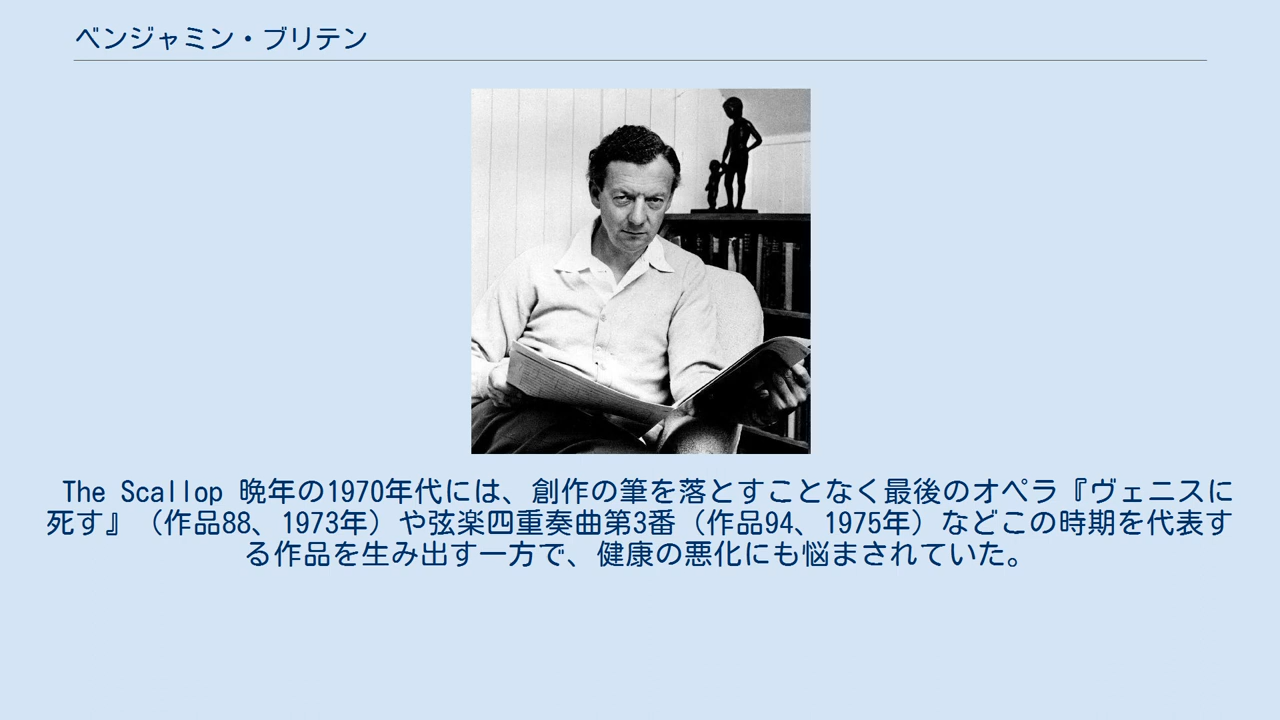 ベンジャミン・ブリテン
The Scallop 晩年の1970年代には、創作の筆を落とすことなく最後のオペラ『ヴェニスに
死す』（作品88、1973年）や弦楽四重奏曲第3番（作品94、1975年）などこの時期を代表す
る作品を生み出す一方で、健康の悪化にも悩まされていた。